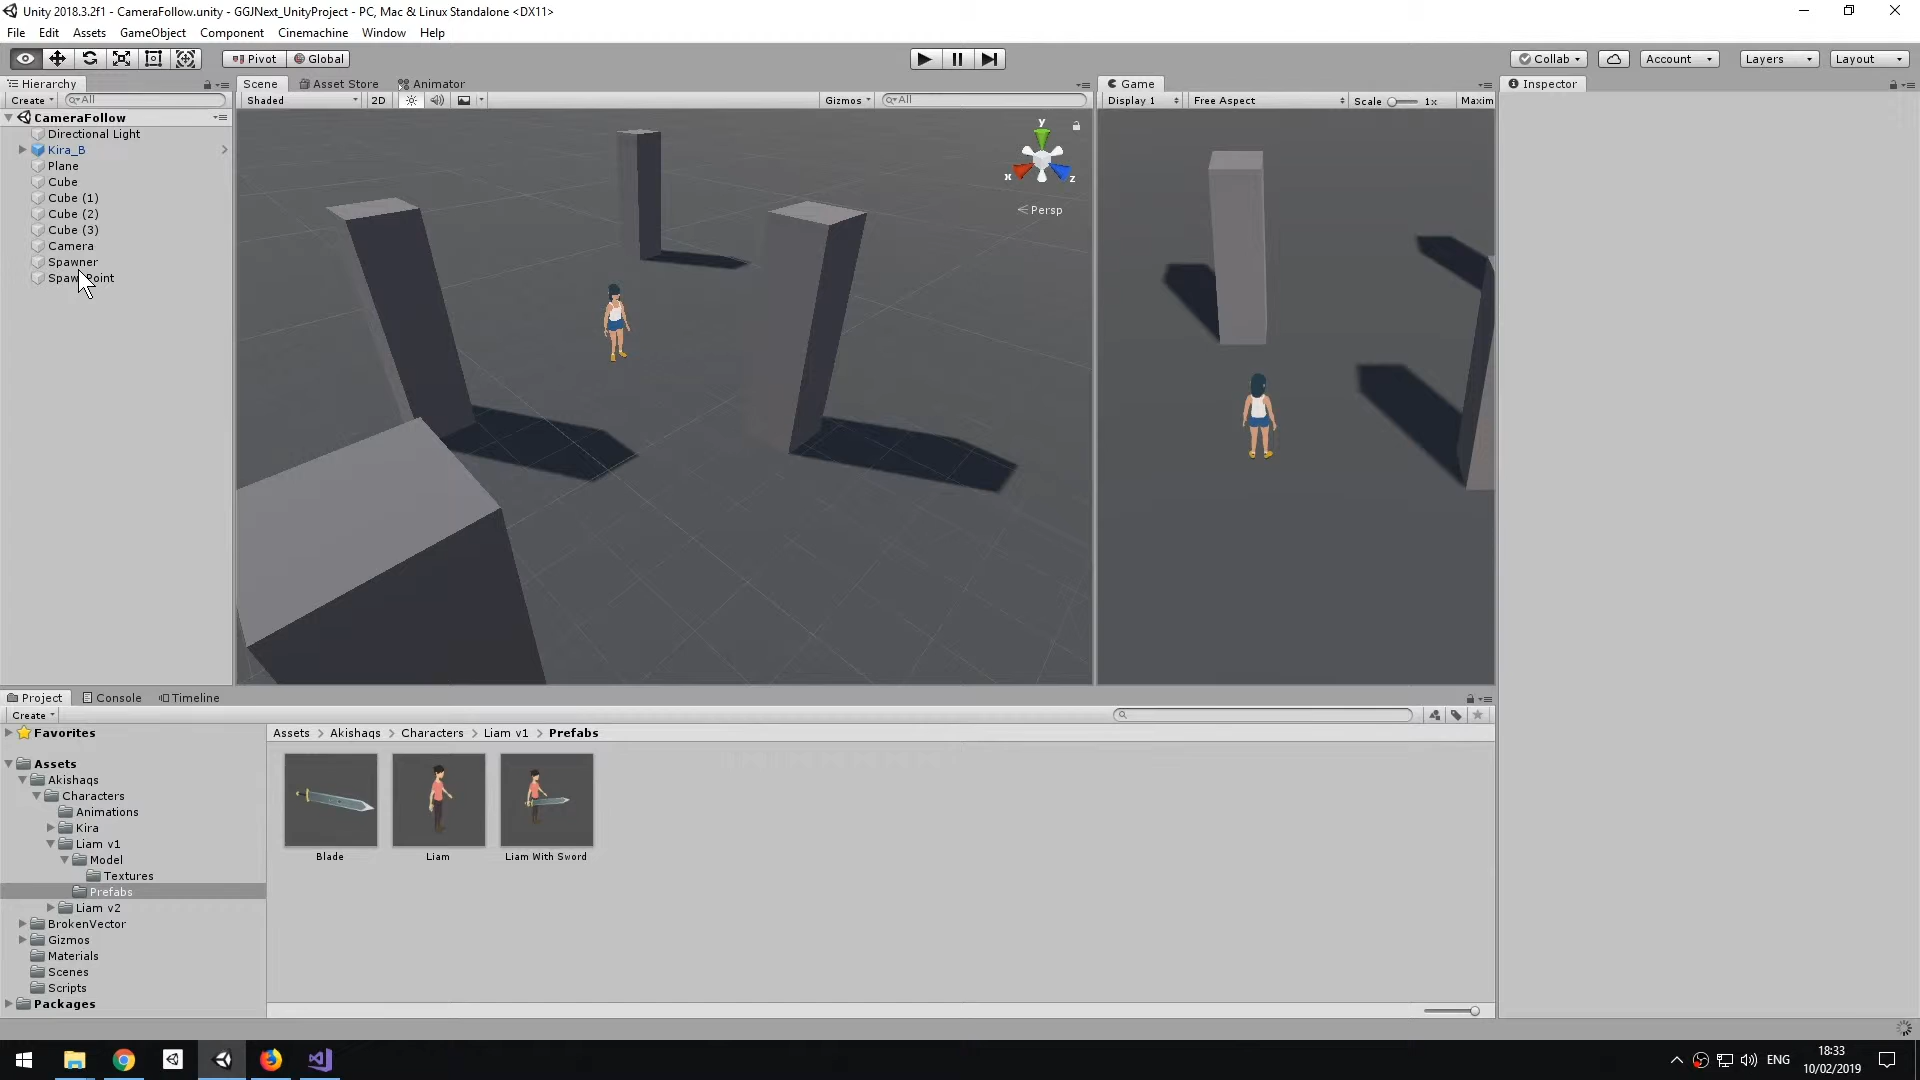 Unity 2018.3.2f1 - CameraFollow.unity - GGJNext_UnityProject - PC, Mac & Linux Standalone <DX11>
File Edit Assets GameObject Component Cinemachine Window Help
Pivot Global Collab Account Layers Layout
Hierarchy Scene Asset Store Animator Game Inspector
Create All Shaded 2D Gizmos All Display 1 Free Aspect Scale 1x Maxim
CameraFollow
Directional Light
Kira_B
Plane
Cube
Cube (1)
Cube (2)
Cube (3)
Camera
Spawner
y
x
z
Persp
Project Console Timeline
Create
Favorites
Assets > Akishaqs > Characters > Liam v1 > Prefabs
Assets
Akishaqs
Characters
Animations
Kira
Liam v1
Model
Textures
Prefabs
Liam v2
BrokenVector
Gizmos
Materials
Scenes
Scripts
Packages
Blade Liam Liam With Sword
ENG
18:33
10/02/2019